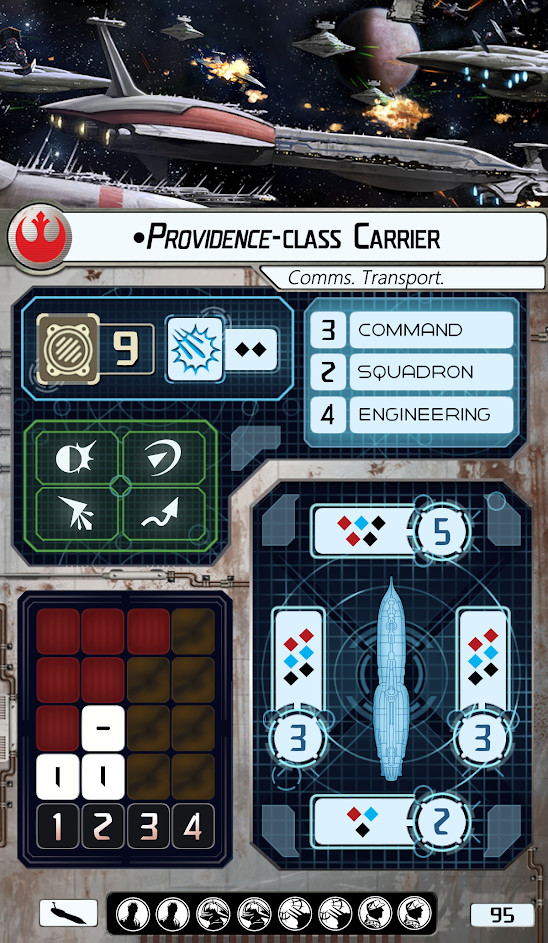 •PROVIDENCE-CLASS CARRIER
Comms. Transport.
9
3 COMMAND
2 SQUADRON
4 ENGINEERING
5
3 3
2
-
1 1
1 2 3 4
95